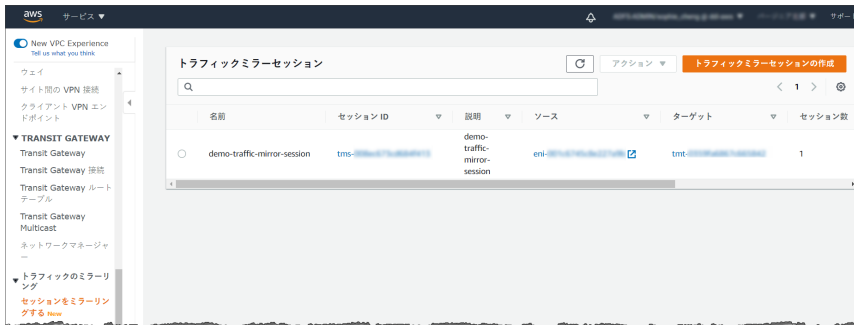 aws
サービス ▼
サポー
New VPC Experience
Tell us what you think
ウェイ
サイト間の VPN 接続
クライアント VPN エン
ドポイント
▼ TRANSIT GATEWAY
Transit Gateway
Transit Gateway 接続
Transit Gateway ルート
テーブル
Transit Gateway
Multicast
ネットワークマネージャ
ー
▼ トラフィックのミラーリ
ング
セッションをミラーリン
グする New
トラフィックミラーセッション
アクション ▼
トラフィックミラーセッションの作成
1
名前 セッション ID 説明 ソース ターゲット セッション数
demo-traffic-mirror-session
tms-
demo-
traffic-
mirror-
session
eni-
tmt-
1